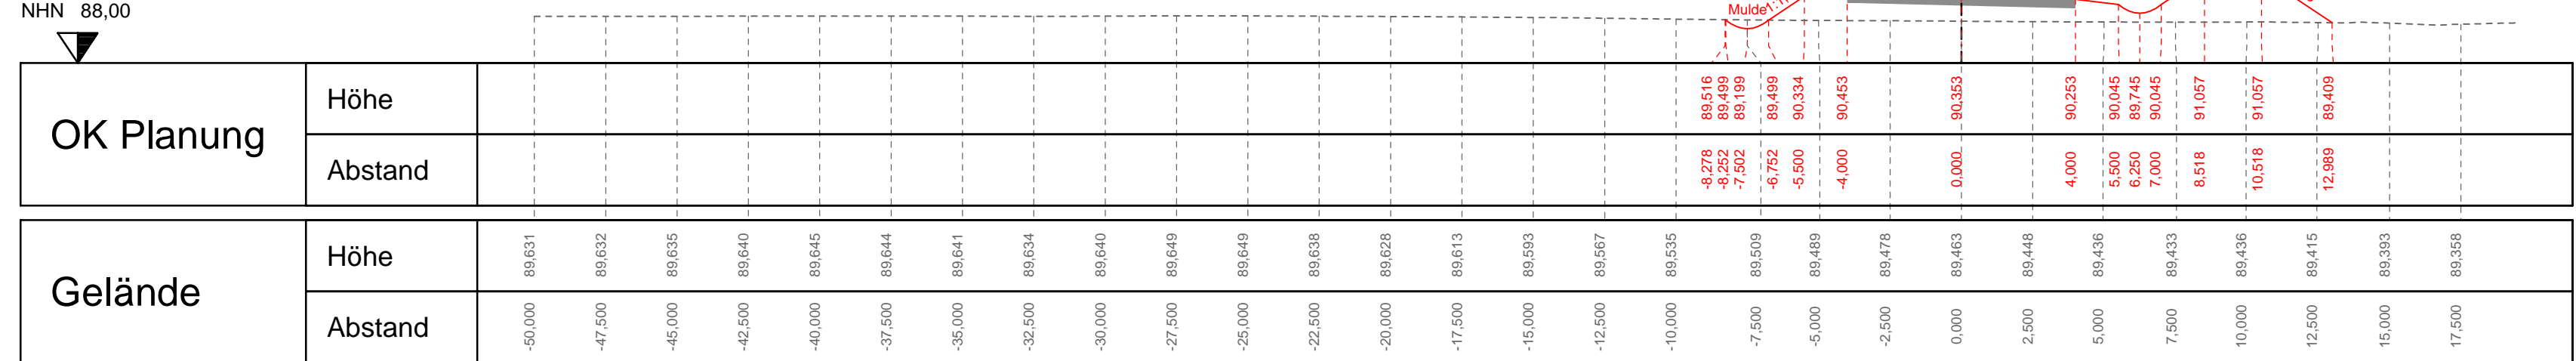 NHN 88,00
Mulde
OK Planung
Höhe
89,516 89,499 89,199 89,499 90,334 90,453 90,353 90,253 90,045 89,745 90,045 91,057 91,057 89,409
Abstand
-8,278 -8,252 -7,502 -6,752 -5,500 -4,000 0,000 4,000 5,500 6,250 7,000 8,518 10,518 12,989
Gelände
Höhe
89,631 89,632 89,635 89,640 89,645 89,644 89,641 89,634 89,640 89,649 89,649 89,638 89,628 89,613 89,593 89,567 89,535 89,509 89,489 89,478 89,463 89,448 89,436 89,433 89,436 89,415 89,393 89,358
Abstand
-50,000 -47,500 -45,000 -42,500 -40,000 -37,500 -35,000 -32,500 -30,000 -27,500 -25,000 -22,500 -20,000 -17,500 -15,000 -12,500 -10,000 -7,500 -5,000 -2,500 0,000 2,500 5,000 7,500 10,000 12,500 15,000 17,500